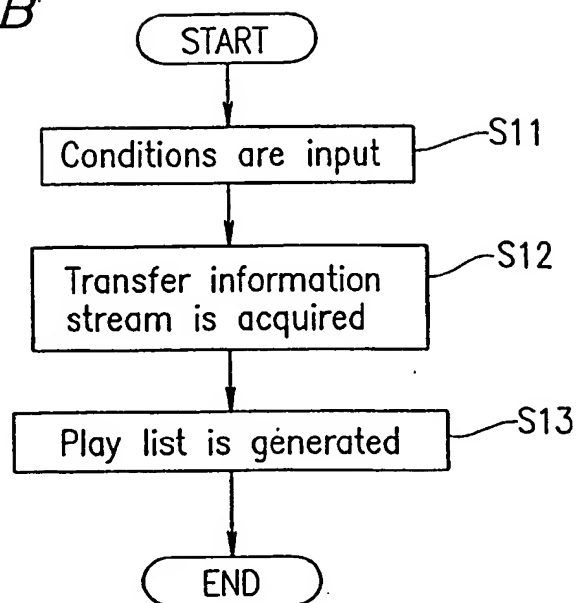 B
START
Conditions are input
S11
Transfer information
stream is acquired
S12
Play list is generated
S13
END